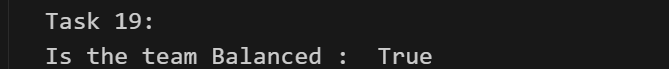 Task 19:
Is the team Balanced :  True